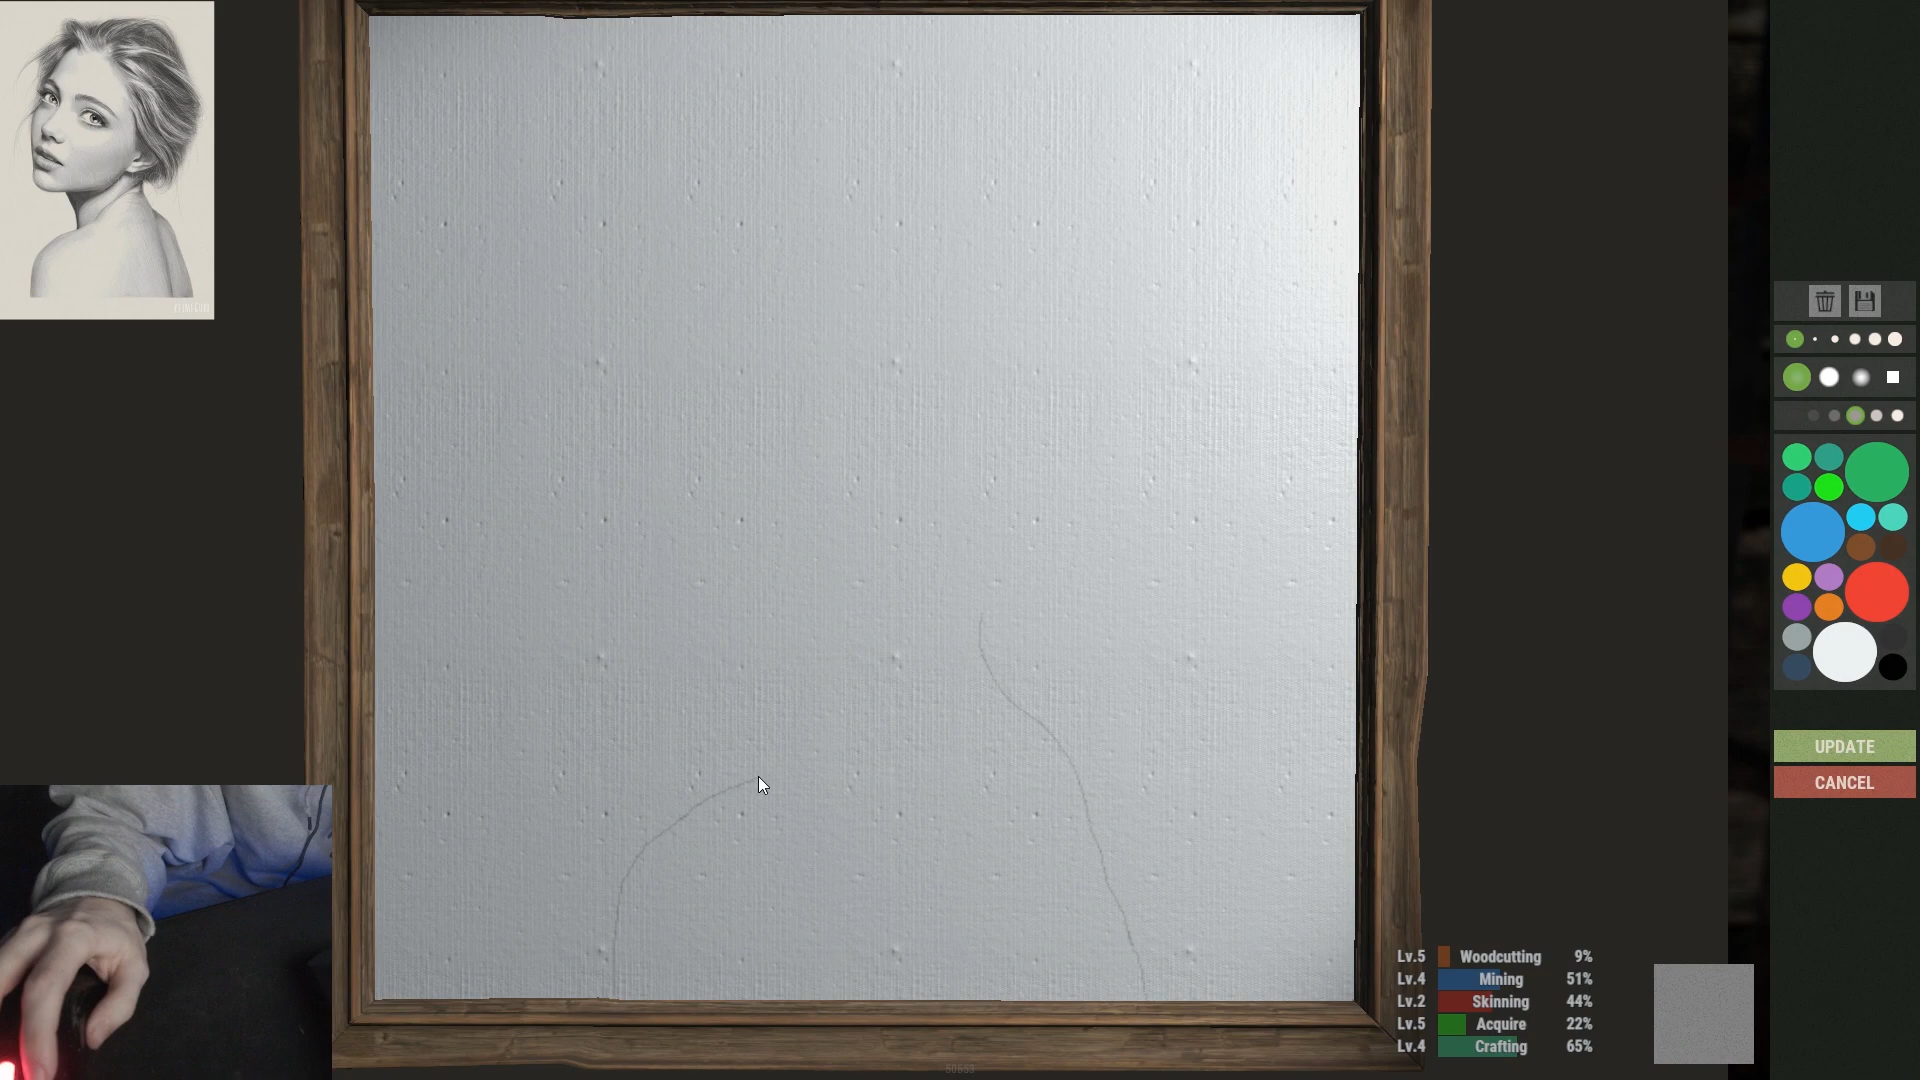 UPDATE
CANCEL
Lv.5 Woodcutting 9%
Lv.4 Mining 51%
Lv.2 Skinning 44%
Lv.5 Acquire 22%
Lv.4 Crafting 65%